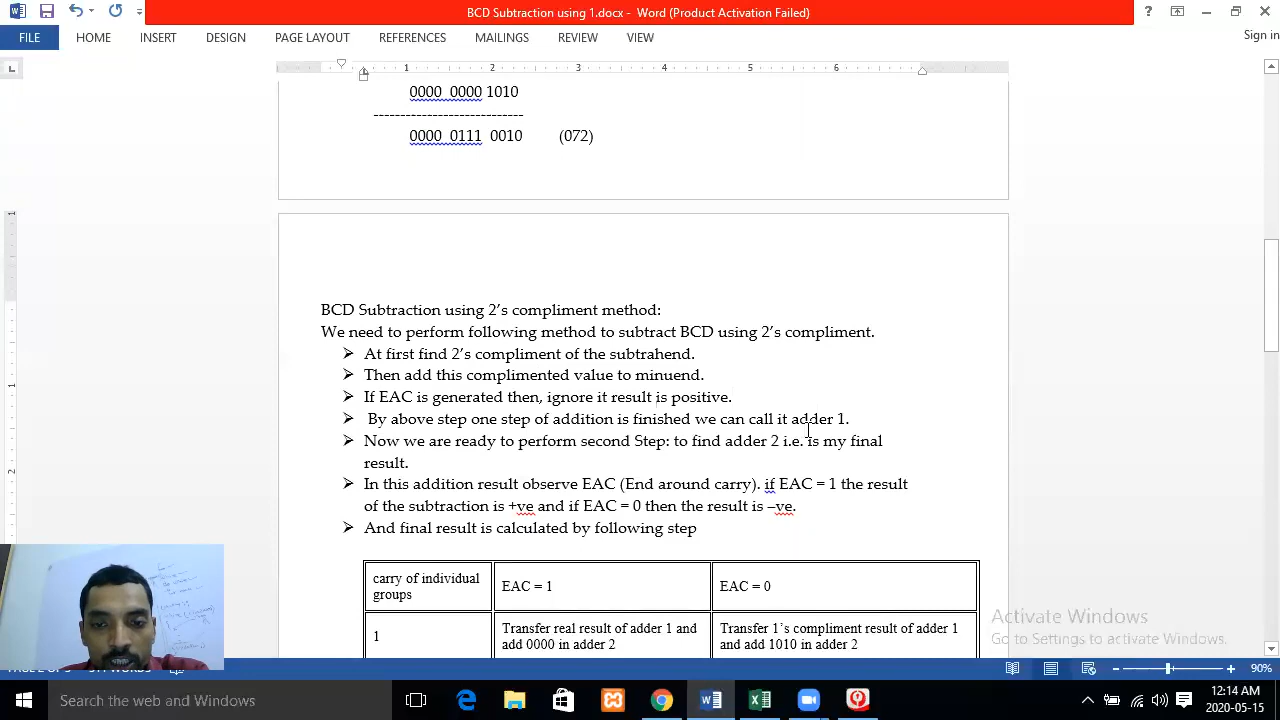 BCD Subtraction using 1.docx - Word (Product Activation Failed)
FILE HOME INSERT DESIGN PAGE LAYOUT REFERENCES MAILINGS REVIEW VIEW Sign in
1 2 3 4 5 6
0000 0000 1010
----------------------------
0000 0111 0010 (072)
BCD Subtraction using 2's compliment method:
We need to perform following method to subtract BCD using 2's compliment.
At first find 2's compliment of the subtrahend.
Then add this complimented value to minuend.
If EAC is generated then, ignore it result is positive.
By above step one step of addition is finished we can call it adder 1.
Now we are ready to perform second Step: to find adder 2 i.e. is my final
result.
In this addition result observe EAC (End around carry). if EAC = 1 the result
of the subtraction is +ve and if EAC = 0 then the result is –ve.
And final result is calculated by following step
carry of individual
groups
EAC = 1
EAC = 0
1
Transfer real result of adder 1 and
add 0000 in adder 2
Transfer 1's compliment result of adder 1
and add 1010 in adder 2
Activate Windows
Go to Settings to activate Windows.
90%
Search the web and Windows
12:14 AM
2020-05-15